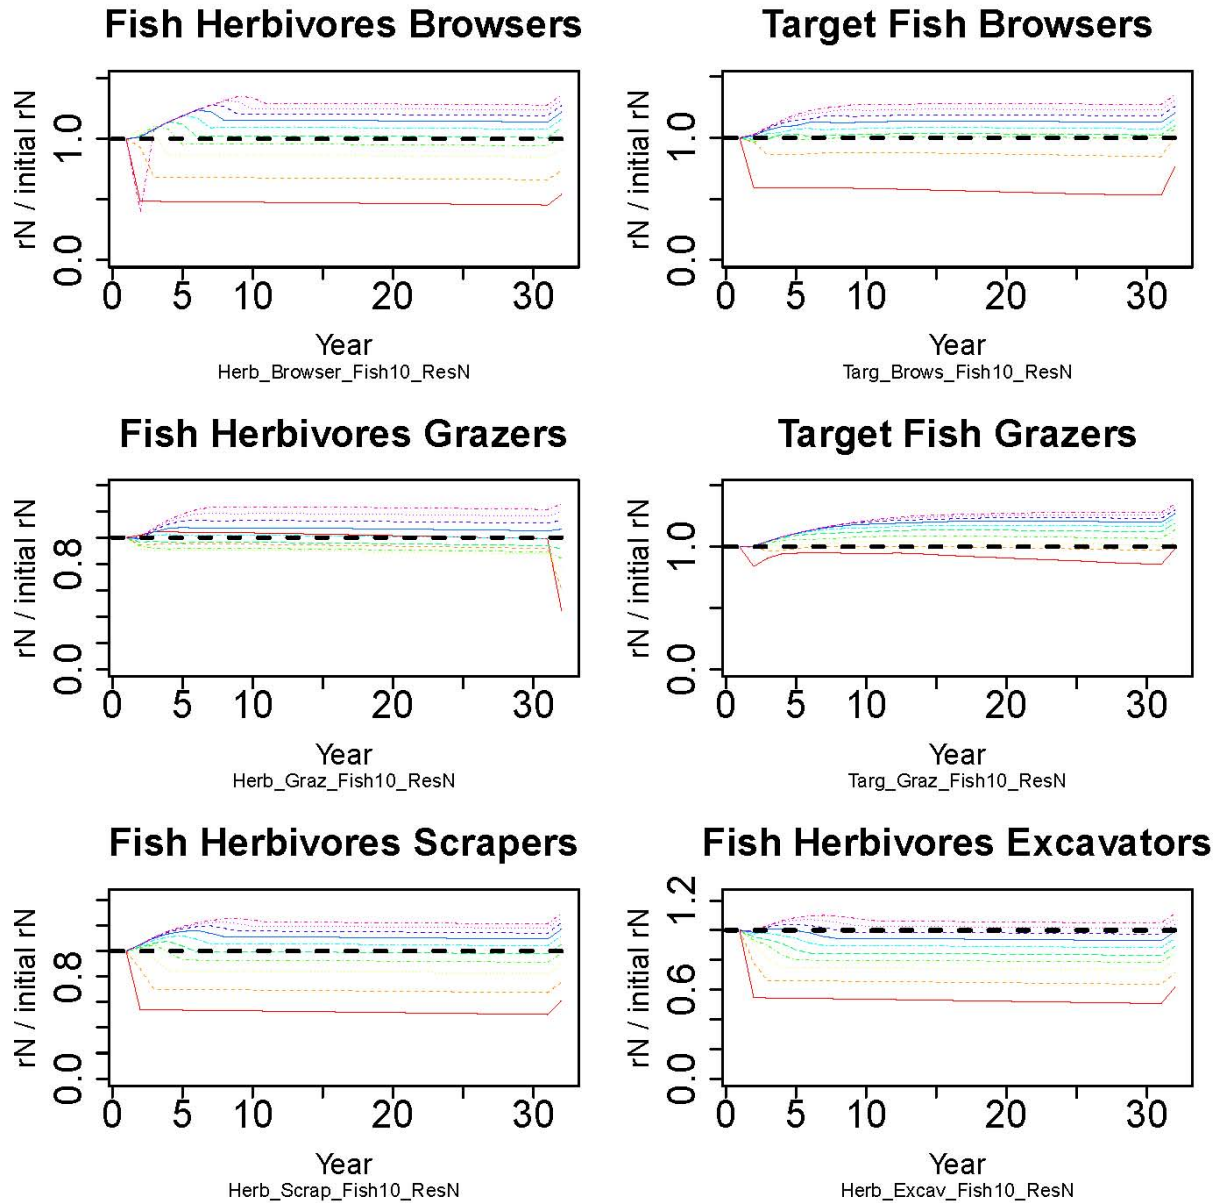 Fish Herbivores Browsers
rN / initial rN
0.0 1.0
0 5 10 20 30
Year
Herb_Browser_Fish10_ResN
Target Fish Browsers
rN / initial rN
0.0 1.0
0 5 10 20 30
Year
Targ_Brows_Fish10_ResN
Fish Herbivores Grazers
rN / initial rN
0.0 0.8
0 5 10 20 30
Year
Herb_Graz_Fish10_ResN
Target Fish Grazers
rN / initial rN
0.0 1.0
0 5 10 20 30
Year
Targ_Graz_Fish10_ResN
Fish Herbivores Scrapers
rN / initial rN
0.0 0.8
0 5 10 20 30
Year
Herb_Scrap_Fish10_ResN
Fish Herbivores Excavators
rN / initial rN
0.0 0.6 1.2
0 5 10 20 30
Year
Herb_Excav_Fish10_ResN